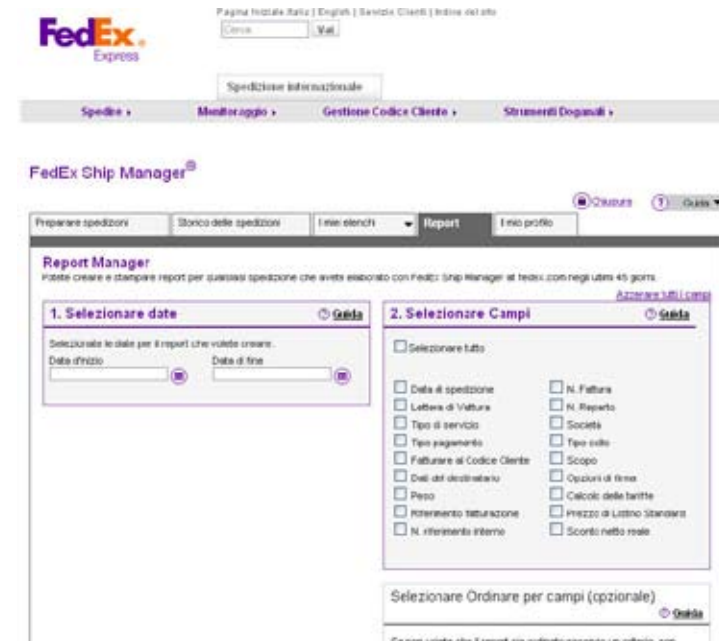 Pagina Iniziale Italia | English | Servizio Clienti | Indice del sito
FedEx.
Express
Cerca
Vai
Spedizione internazionale
Spedire
Monitoraggio
Gestione Codice Cliente
Strumenti Doganali
FedEx Ship Manager®
Chiusura
? Guida
Preparare spedizioni
Storico delle spedizioni
I miei elenchi
Report
Il mio profilo
Report Manager
Potete creare e stampare report per qualsiasi spedizione che avete elaborato con FedEx Ship Manager at fedex.com negli ultimi 45 giorni.
Azzerare tutti i campi
1. Selezionare date
? Guida
Selezionate le date per il report che volete creare.
Data d'inizio
Data di fine
2. Selezionare Campi
? Guida
Selezionare tutto
Data di spedizione
Lettera di Vettura
Tipo di servizio
Tipo pagamento
Fatturare al Codice Cliente
Dati del destinatario
Peso
Riferimento fatturazione
N. riferimento interno
N. Fattura
N. Reparto
Società
Tipo collo
Scopo
Opzioni di firma
Calcolo delle tariffe
Prezzo di Listino Standard
Sconto netto reale
Selezionare Ordinare per campi (opzionale)
? Guida